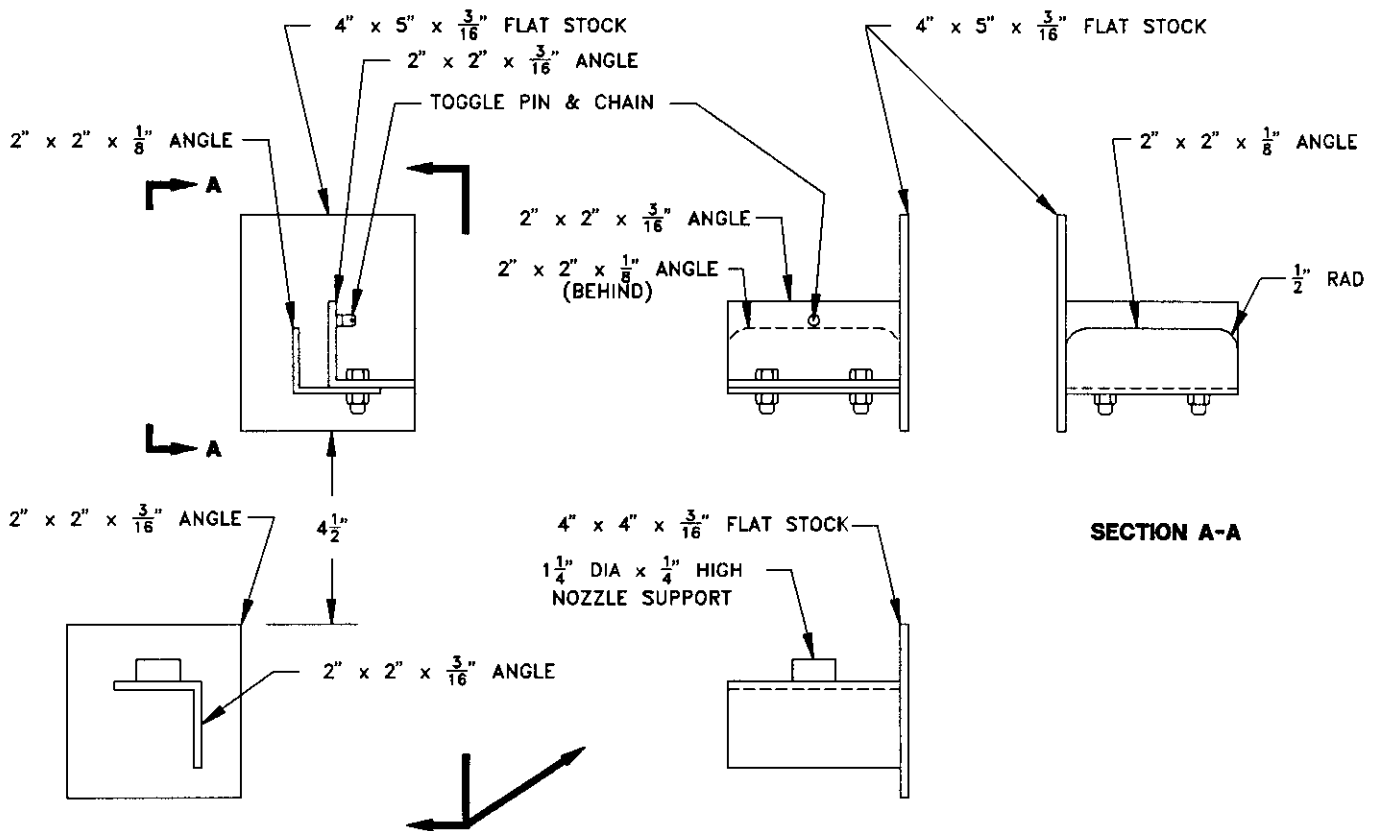 4" x 5" x 3/16" FLAT STOCK
2" x 2" x 3/16" ANGLE
TOGGLE PIN & CHAIN
2" x 2" x 1/8" ANGLE
A
A
4 1/2"
4" x 5" x 3/16" FLAT STOCK
2" x 2" x 1/8" ANGLE
2" x 2" x 3/16" ANGLE
2" x 2" x 1/8" ANGLE
(BEHIND)
1/2" RAD
SECTION A-A
2" x 2" x 3/16" ANGLE
2" x 2" x 3/16" ANGLE
4" x 4" x 3/16" FLAT STOCK
1 1/4" DIA x 1/4" HIGH
NOZZLE SUPPORT